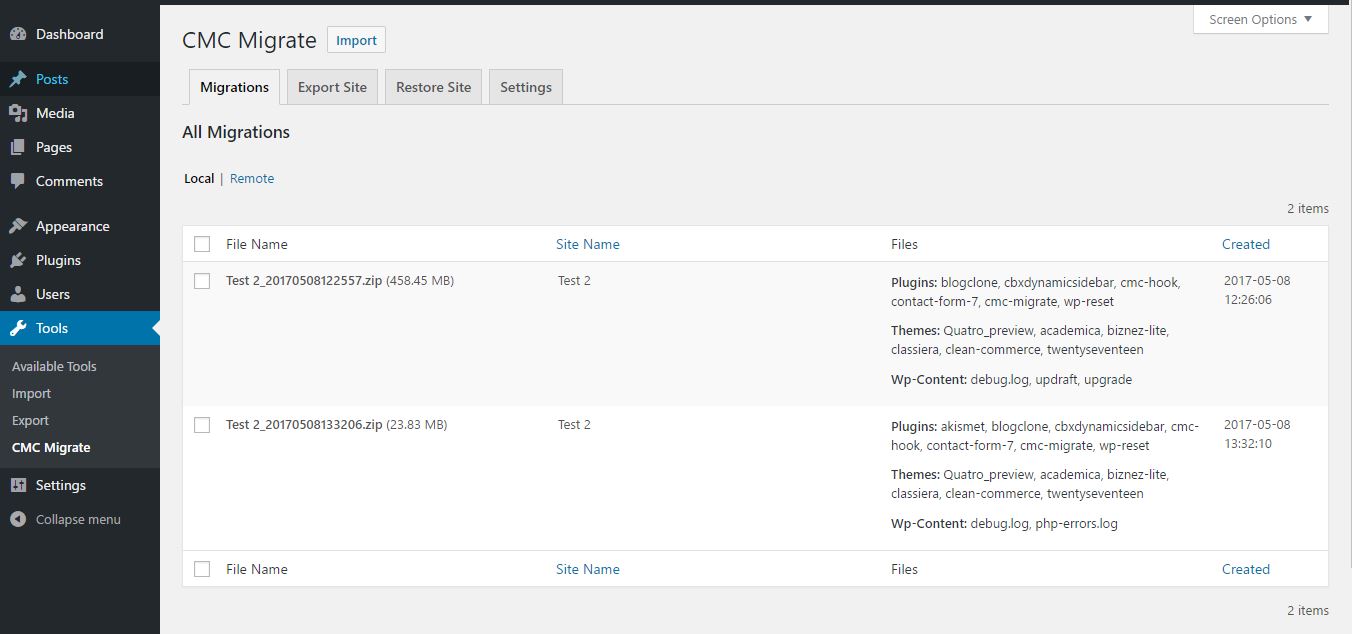 Dashboard
Posts
Media
Pages
Comments
Appearance
Plugins
Users
Tools
Available Tools
Import
Export
CMC Migrate
Settings
Collapse menu
Screen Options
CMC Migrate Import
Migrations Export Site Restore Site Settings
All Migrations
Local | Remote
2 items
File Name Site Name Files Created
Test 2_20170508122557.zip (458.45 MB) Test 2
Plugins: blogclone, cbxdynamicsidebar, cmc-hook,
contact-form-7, cmc-migrate, wp-reset
Themes: Quatro_preview, academica, biznez-lite,
classiera, clean-commerce, twentyseventeen
Wp-Content: debug.log, updraft, upgrade
2017-05-08
12:26:06
Test 2_20170508133206.zip (23.83 MB) Test 2
Plugins: akismet, blogclone, cbxdynamicsidebar, cmc-
hook, contact-form-7, cmc-migrate, wp-reset
Themes: Quatro_preview, academica, biznez-lite,
classiera, clean-commerce, twentyseventeen
Wp-Content: debug.log, php-errors.log
2017-05-08
13:32:10
File Name Site Name Files Created
2 items